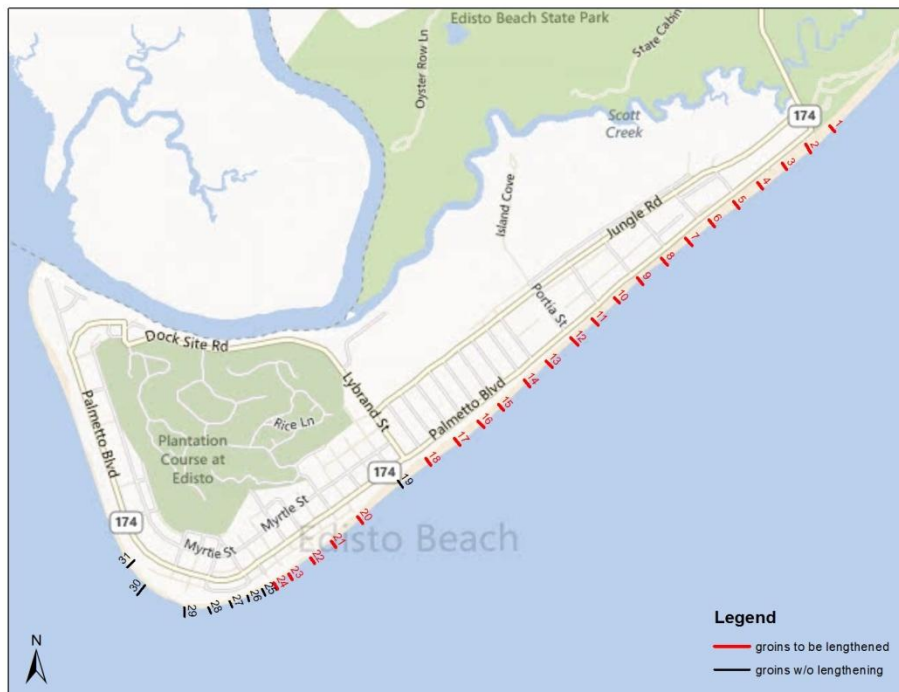 Edisto Beach State Park
Oyster Row Ln
State Cabin
174
Scott
Creek
1
2
3
4
5
6
7
8
9
10
11
12
13
14
15
16
17
18
19
20
21
22
23
24
25
26
27
28
29
30
31
Island Cove
Jungle Rd
Portia St
Dock Site Rd
Lybrand St
Palmetto Blvd
Palmetto Blvd
Rice Ln
Plantation
Course at
Edisto
174
Myrtle St
Myrtle St
174
Edisto Beach
Legend
groins to be lengthened
groins w/o lengthening
N